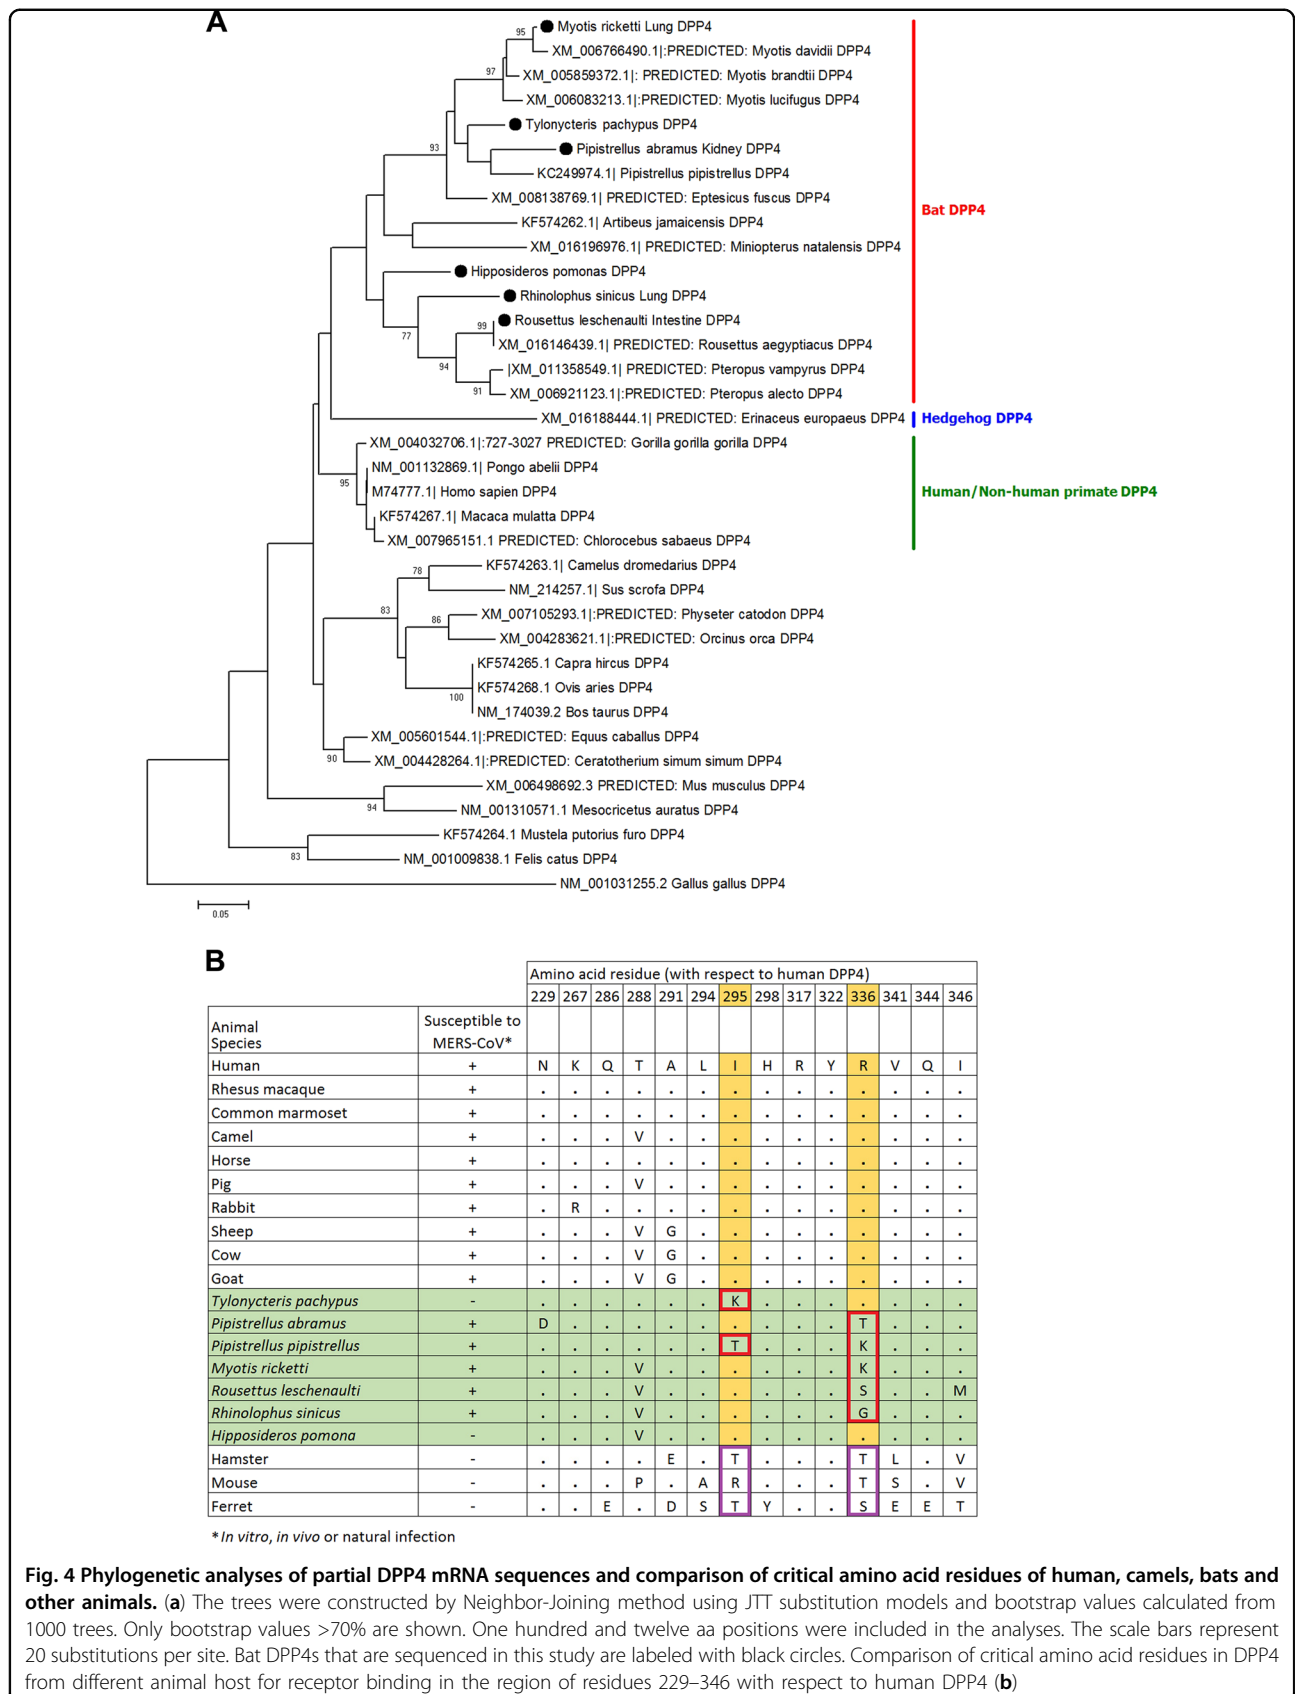 A
95
Myotis ricketti Lung DPP4
XM_006766490.1|:PREDICTED: Myotis davidii DPP4
97
XM_005859372.1|: PREDICTED: Myotis brandtii DPP4
XM_006083213.1|:PREDICTED: Myotis lucifugus DPP4
Tylonycteris pachypus DPP4
93
Pipistrellus abramus Kidney DPP4
KC249974.1| Pipistrellus pipistrellus DPP4
XM_008138769.1| PREDICTED: Eptesicus fuscus DPP4
Bat DPP4
KF574262.1| Artibeus jamaicensis DPP4
XM_016196976.1| PREDICTED: Miniopterus natalensis DPP4
Hipposideros pomonas DPP4
Rhinolophus sinicus Lung DPP4
77
99
Rousettus leschenaulti Intestine DPP4
XM_016146439.1| PREDICTED: Rousettus aegyptiacus DPP4
94
|XM_011358549.1| PREDICTED: Pteropus vampyrus DPP4
91
XM_006921123.1|:PREDICTED: Pteropus alecto DPP4
XM_016188444.1| PREDICTED: Erinaceus europaeus DPP4
Hedgehog DPP4
XM_004032706.1|:727-3027 PREDICTED: Gorilla gorilla gorilla DPP4
NM_001132869.1| Pongo abelii DPP4
95
M74777.1| Homo sapien DPP4
Human/Non-human primate DPP4
KF574267.1| Macaca mulatta DPP4
XM_007965151.1 PREDICTED: Chlorocebus sabaeus DPP4
78
KF574263.1| Camelus dromedarius DPP4
NM_214257.1| Sus scrofa DPP4
83
86
XM_007105293.1|:PREDICTED: Physeter catodon DPP4
XM_004283621.1|:PREDICTED: Orcinus orca DPP4
KF574265.1 Capra hircus DPP4
100
KF574268.1 Ovis aries DPP4
NM_174039.2 Bos taurus DPP4
XM_005601544.1|:PREDICTED: Equus caballus DPP4
90
XM_004428264.1|:PREDICTED: Ceratotherium simum simum DPP4
XM_006498692.3 PREDICTED: Mus musculus DPP4
94
NM_001310571.1 Mesocricetus auratus DPP4
KF574264.1 Mustela putorius furo DPP4
83
NM_001009838.1 Felis catus DPP4
NM_001031255.2 Gallus gallus DPP4
0.05
B
Amino acid residue (with respect to human DPP4)
229 267 286 288 291 294 295 298 317 322 336 341 344 346
Animal Species Susceptible to MERS-CoV*
Human + N K Q T A L I H R Y R V Q I
Rhesus macaque + . . . . . . . . . . . . . .
Common marmoset + . . . . . . . . . . . . . .
Camel + . . . V . . . . . . . . . .
Horse + . . . . . . . . . . . . . .
Pig + . . . V . . . . . . . . . .
Rabbit + . R . . . . . . . . . . . .
Sheep + . . . V G . . . . . . . . .
Cow + . . . V G . . . . . . . . .
Goat + . . . V G . . . . . . . . .
Tylonycteris pachypus - . . . . . . K . . . . . . .
Pipistrellus abramus + D . . . . . . . . . T . . .
Pipistrellus pipistrellus + . . . . . . T . . . K . . .
Myotis ricketti + . . . V . . . . . . K . . .
Rousettus leschenaulti + . . . V . . . . . . S . . M
Rhinolophus sinicus + . . . V . . . . . . G . . .
Hipposideros pomona - . . . V . . . . . . . . . .
Hamster - . . . . E . T . . . T L . V
Mouse - . . . P . A R . . . T S . V
Ferret - . . E . D S T Y . . S E E T
*In vitro, in vivo or natural infection
Fig. 4 Phylogenetic analyses of partial DPP4 mRNA sequences and comparison of critical amino acid residues of human, camels, bats and
other animals. (a) The trees were constructed by Neighbor-Joining method using JTT substitution models and bootstrap values calculated from
1000 trees. Only bootstrap values >70% are shown. One hundred and twelve aa positions were included in the analyses. The scale bars represent
20 substitutions per site. Bat DPP4s that are sequenced in this study are labeled with black circles. Comparison of critical amino acid residues in DPP4
from different animal host for receptor binding in the region of residues 229–346 with respect to human DPP4 (b)